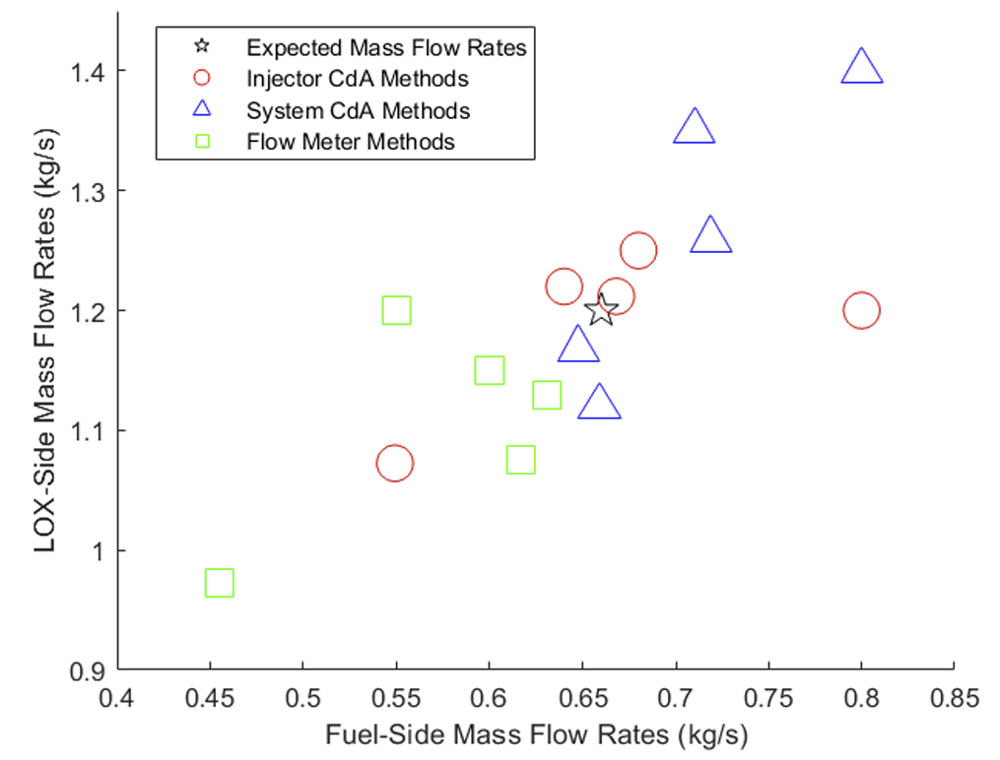 Expected Mass Flow Rates
Injector CdA Methods
System CdA Methods
Flow Meter Methods
LOX-Side Mass Flow Rates (kg/s)
1.4
1.3
1.2
1.1
1
0.9
0.4 0.45 0.5 0.55 0.6 0.65 0.7 0.75 0.8 0.85
Fuel-Side Mass Flow Rates (kg/s)